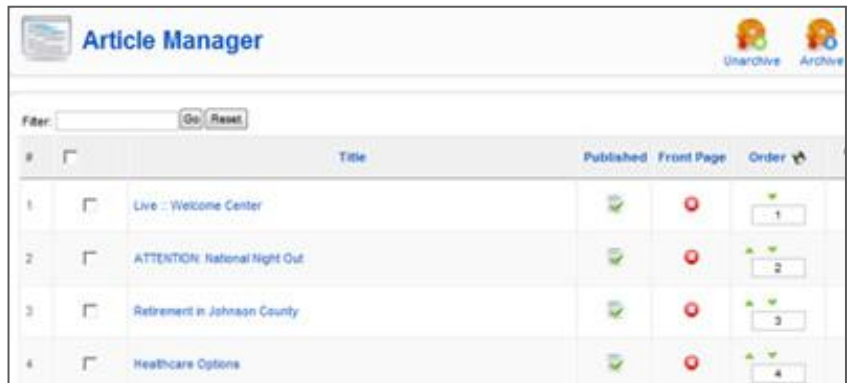 Article Manager
Unarchive Archive
Filter: Go Reset
# Title Published Front Page Order
1 Live :: Welcome Center 1
2 ATTENTION: National Night Out 2
3 Retirement in Johnson County 3
4 Healthcare Options 4